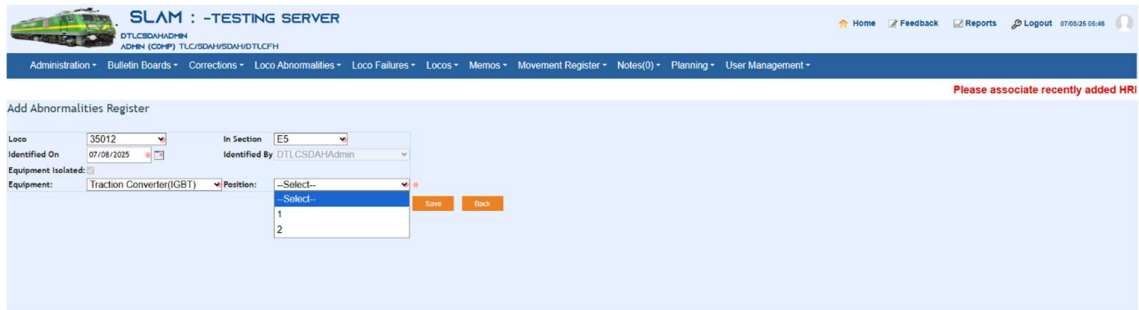 SLAM : -TESTING SERVER
DTLCSDAHADMIN
ADMIN (COMP) TLC/SDAH/SDAH/DTLCFH
Home Feedback Reports Logout 07/08/25 05:46
Administration Bulletin Boards Corrections Loco Abnormalities Loco Failures Locos Memos Movement Register Notes(0) Planning User Management
Please associate recently added HRI
Add Abnormalities Register
Loco 35012 In Section E5
Identified On 07/08/2025 * Identified By DTLCSDAHAdmin
Equipment Isolated:
Equipment: Traction Converter(IGBT) Position: --Select-- *
--Select--
1
2
Save Back